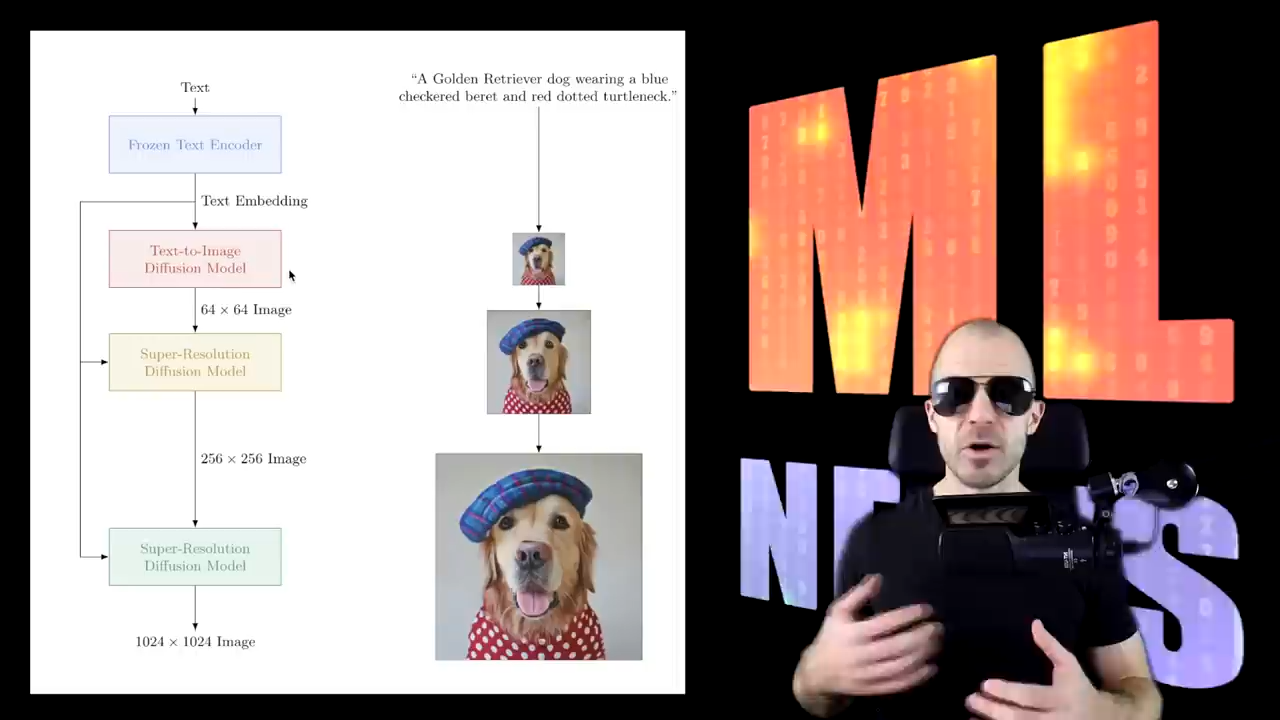 Text
Frozen Text Encoder
Text Embedding
Text-to-Image
Diffusion Model
64 × 64 Image
Super-Resolution
Diffusion Model
256 × 256 Image
Super-Resolution
Diffusion Model
1024 × 1024 Image
“A Golden Retriever dog wearing a blue
checkered beret and red dotted turtleneck.”
ML
NEWS